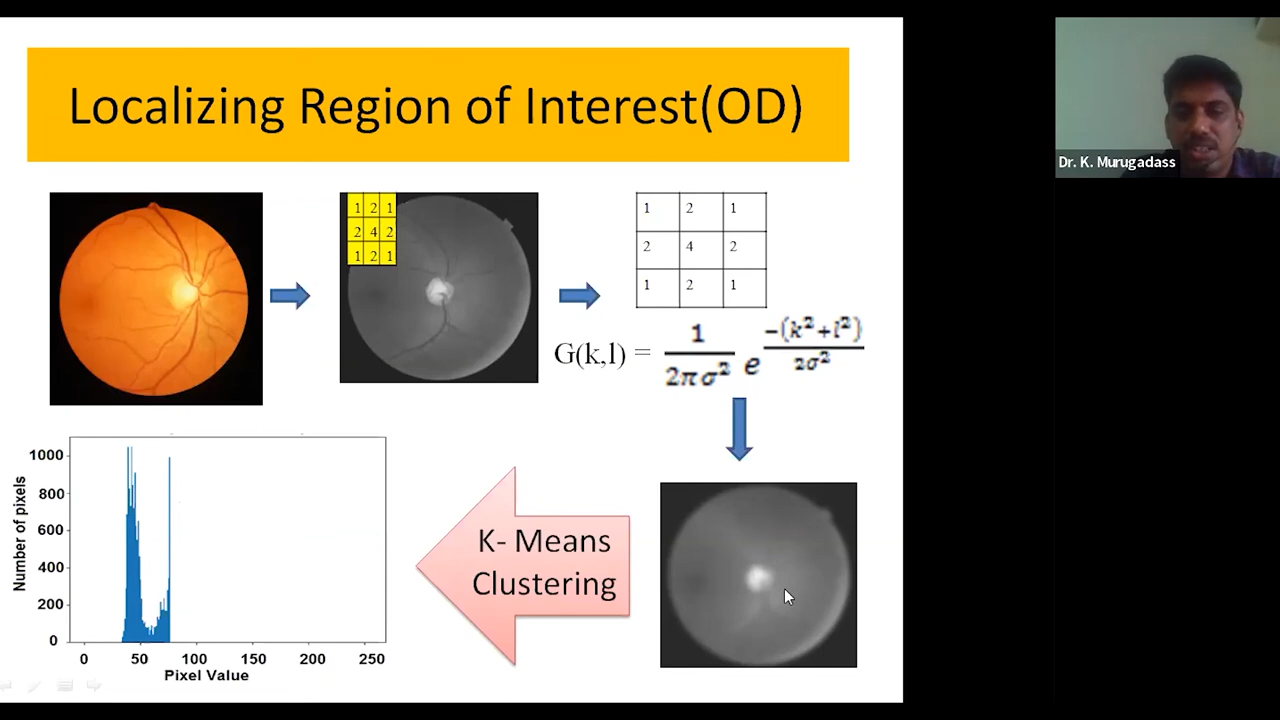 Localizing Region of Interest(OD)
Dr. K. Murugadass
1 2 1
2 4 2
1 2 1
1 2 1
2 4 2
1 2 1
G(k,l) = 1/2πσ² e −(k²+l²)/2σ²
K- Means
Clustering
Number of pixels
1000
800
600
400
200
0
0 50 100 150 200 250
Pixel Value